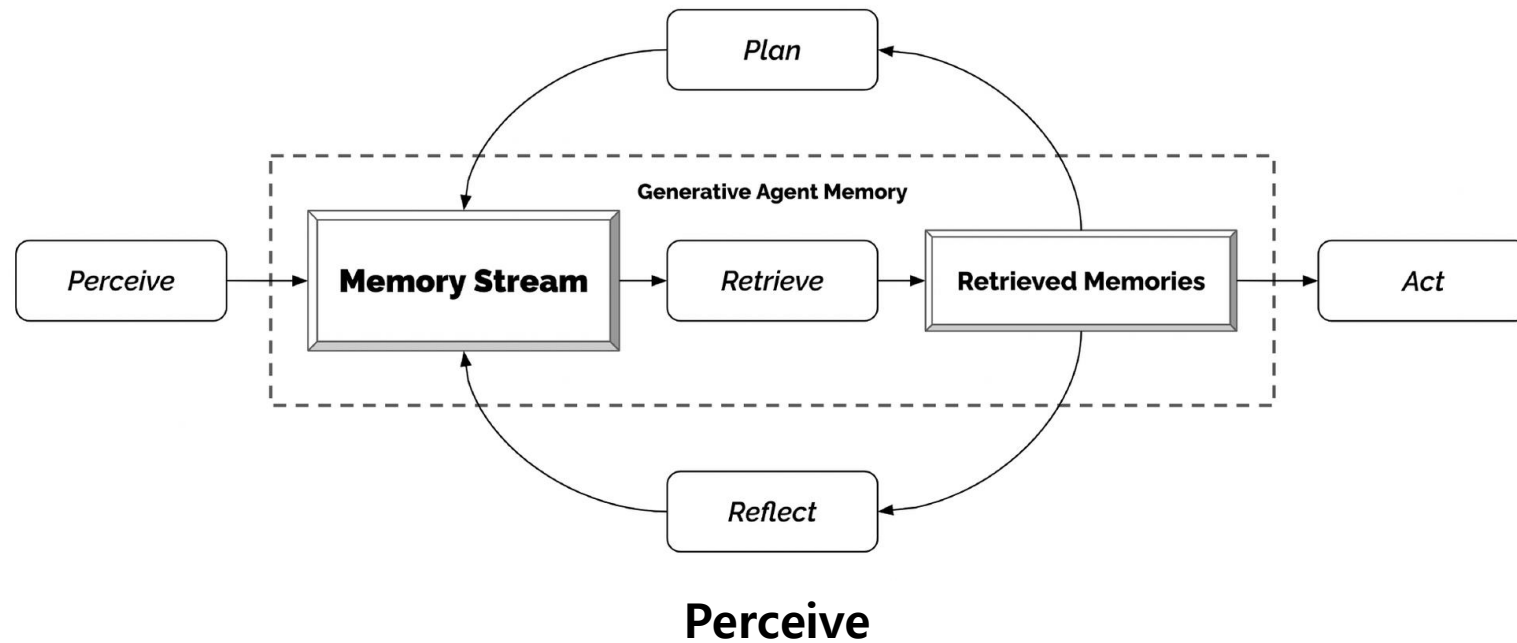 Plan
Generative Agent Memory
Perceive
Memory Stream
Retrieve
Retrieved Memories
Act
Reflect
Perceive